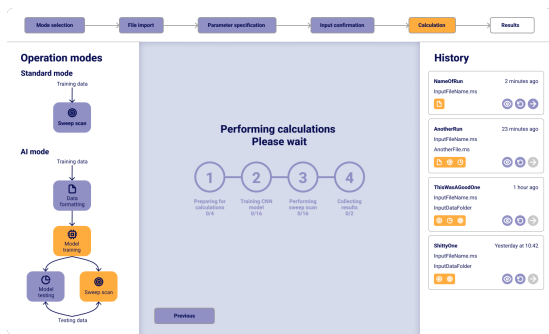 Mode selection
File import
Parameter specification
Input confirmation
Calculation
Results
Operation modes
Standard mode
Training data
Sweep scan
AI mode
Training data
Data
formatting
Model
training
Model
testing
Sweep scan
Testing data
Performing calculations
Please wait
1
2
3
4
Preparing for
calculations
0/4
Training CNN
model
0/16
Performing
sweep scan
0/16
Collecting
results
0/2
Previous
History
NameOfRun
2 minutes ago
InputFileName.ms
AnotherRun
23 minutes ago
InputFileName.ms
AnotherFile.ms
ThisWasAGoodOne
1 hour ago
InputFileName.ms
InputDataFolder
ShittyOne
Yesterday at 10:42
InputFileName.ms
InputDataFolder